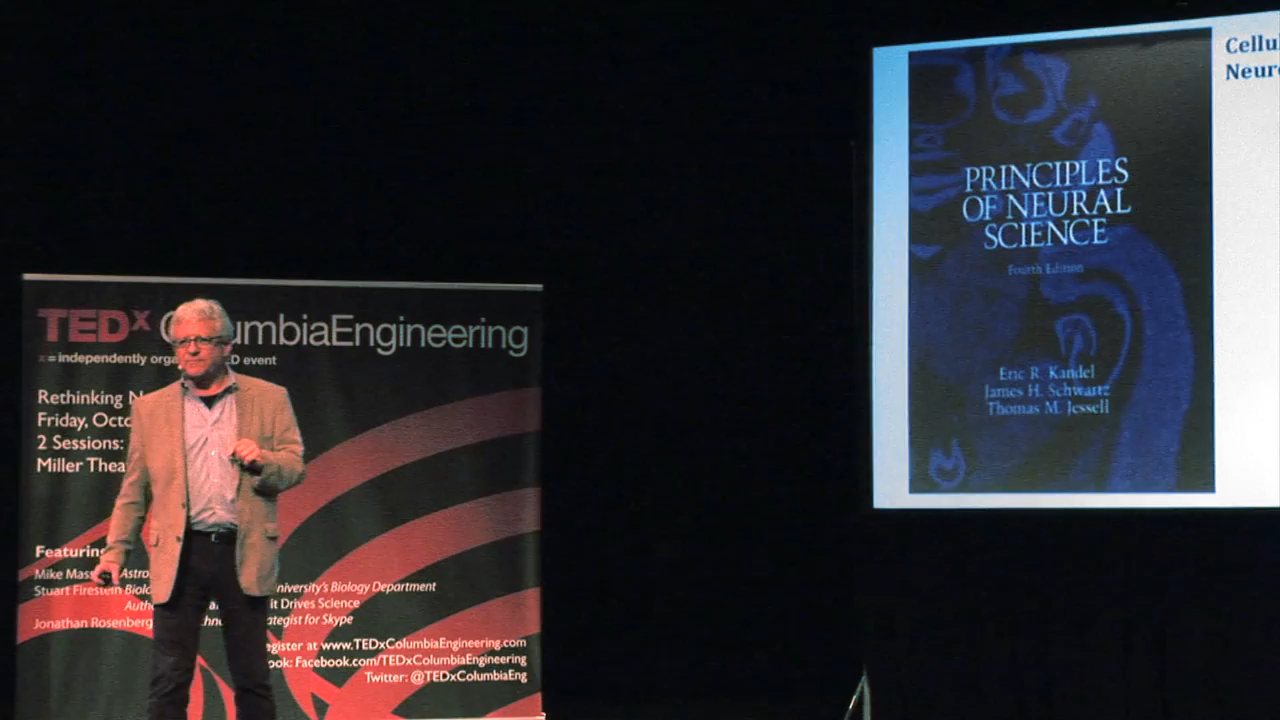 TEDx C umbiaEngineering
x=independently orga D event
Rethinking N
Friday, Octo
2 Sessions:
Miller Thea
Featurin
Mike Mass Astro
Stuart Firestein Biolo niversity's Biology Department
Autho it Drives Science
Jonathan Rosenberg chno ategist for Skype
egister at www.TEDxColumbiaEngineering.com
ook: Facebook.com/TEDxColumbiaEngineering
Twitter: @TEDxColumbiaEng
PRINCIPLES
OF NEURAL
SCIENCE
Fourth Edition
Eric R. Kandel
James H. Schwartz
Thomas M. Jessell
Cellu
Neur